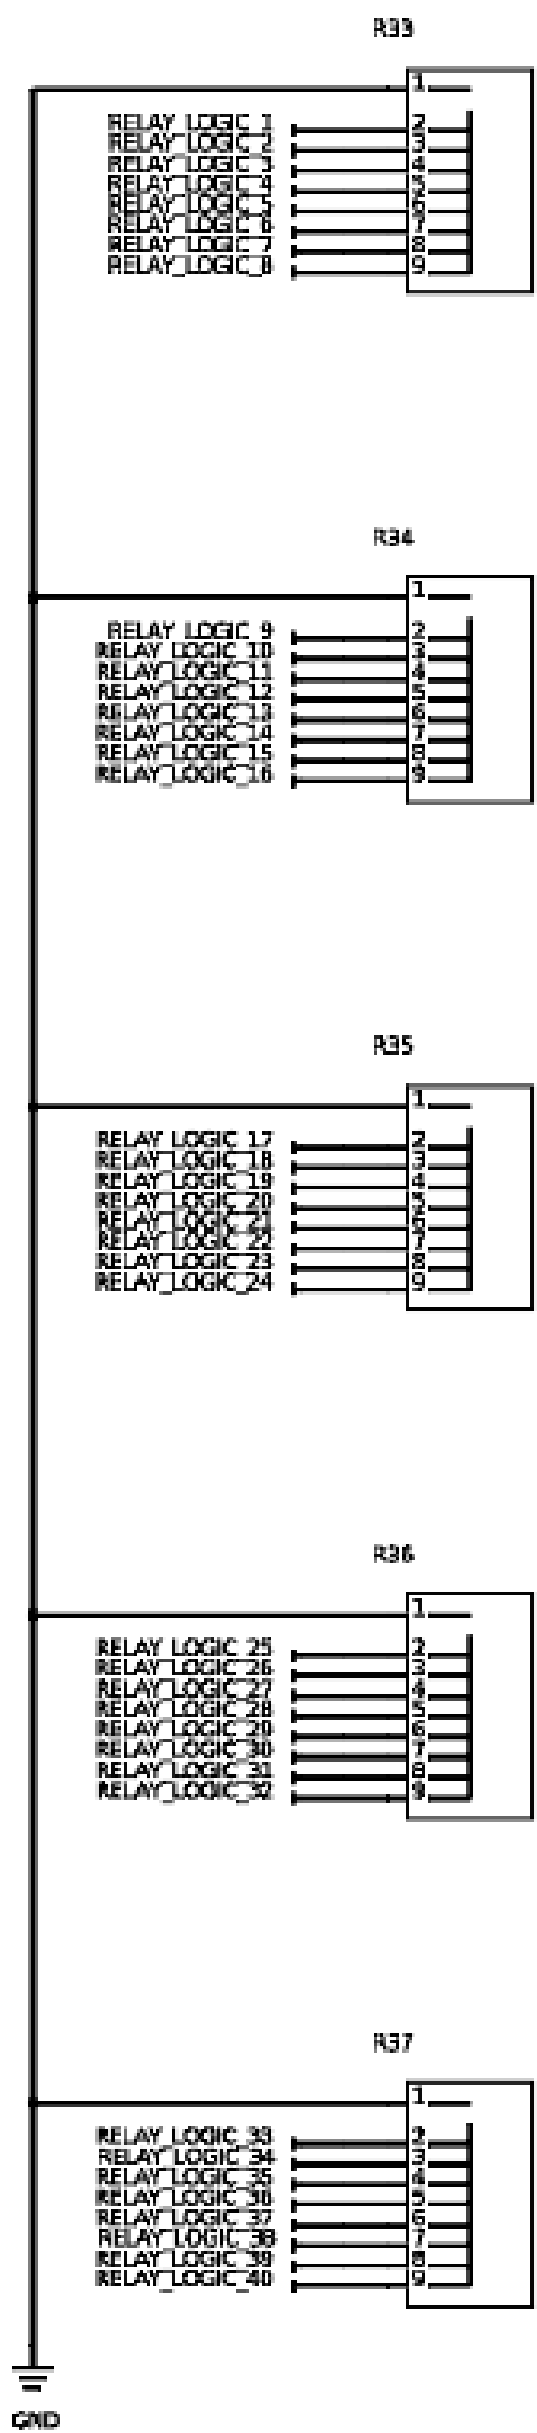 R33
1
RELAY_LOGIC_1 2
RELAY_LOGIC_2 3
RELAY_LOGIC_3 4
RELAY_LOGIC_4 5
RELAY_LOGIC_5 6
RELAY_LOGIC_6 7
RELAY_LOGIC_7 8
RELAY_LOGIC_8 9
R34
1
RELAY_LOGIC_9 2
RELAY_LOGIC_10 3
RELAY_LOGIC_11 4
RELAY_LOGIC_12 5
RELAY_LOGIC_13 6
RELAY_LOGIC_14 7
RELAY_LOGIC_15 8
RELAY_LOGIC_16 9
R35
1
RELAY_LOGIC_17 2
RELAY_LOGIC_18 3
RELAY_LOGIC_19 4
RELAY_LOGIC_20 5
RELAY_LOGIC_21 6
RELAY_LOGIC_22 7
RELAY_LOGIC_23 8
RELAY_LOGIC_24 9
R36
1
RELAY_LOGIC_25 2
RELAY_LOGIC_26 3
RELAY_LOGIC_27 4
RELAY_LOGIC_28 5
RELAY_LOGIC_29 6
RELAY_LOGIC_30 7
RELAY_LOGIC_31 8
RELAY_LOGIC_32 9
R37
1
RELAY_LOGIC_33 2
RELAY_LOGIC_34 3
RELAY_LOGIC_35 4
RELAY_LOGIC_36 5
RELAY_LOGIC_37 6
RELAY_LOGIC_38 7
RELAY_LOGIC_39 8
RELAY_LOGIC_40 9
GND